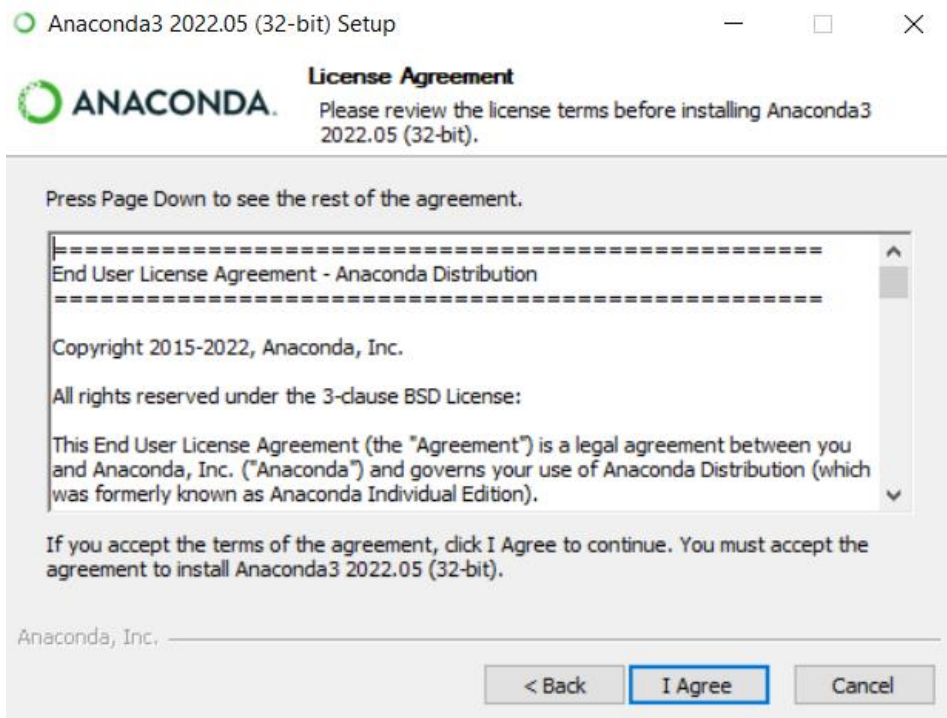 Anaconda3 2022.05 (32-bit) Setup
ANACONDA.
License Agreement
Please review the license terms before installing Anaconda3
2022.05 (32-bit).
Press Page Down to see the rest of the agreement.
====================================================
End User License Agreement - Anaconda Distribution
====================================================
Copyright 2015-2022, Anaconda, Inc.
All rights reserved under the 3-clause BSD License:
This End User License Agreement (the "Agreement") is a legal agreement between you
and Anaconda, Inc. ("Anaconda") and governs your use of Anaconda Distribution (which
was formerly known as Anaconda Individual Edition).
If you accept the terms of the agreement, click I Agree to continue. You must accept the
agreement to install Anaconda3 2022.05 (32-bit).
Anaconda, Inc.
< Back I Agree Cancel